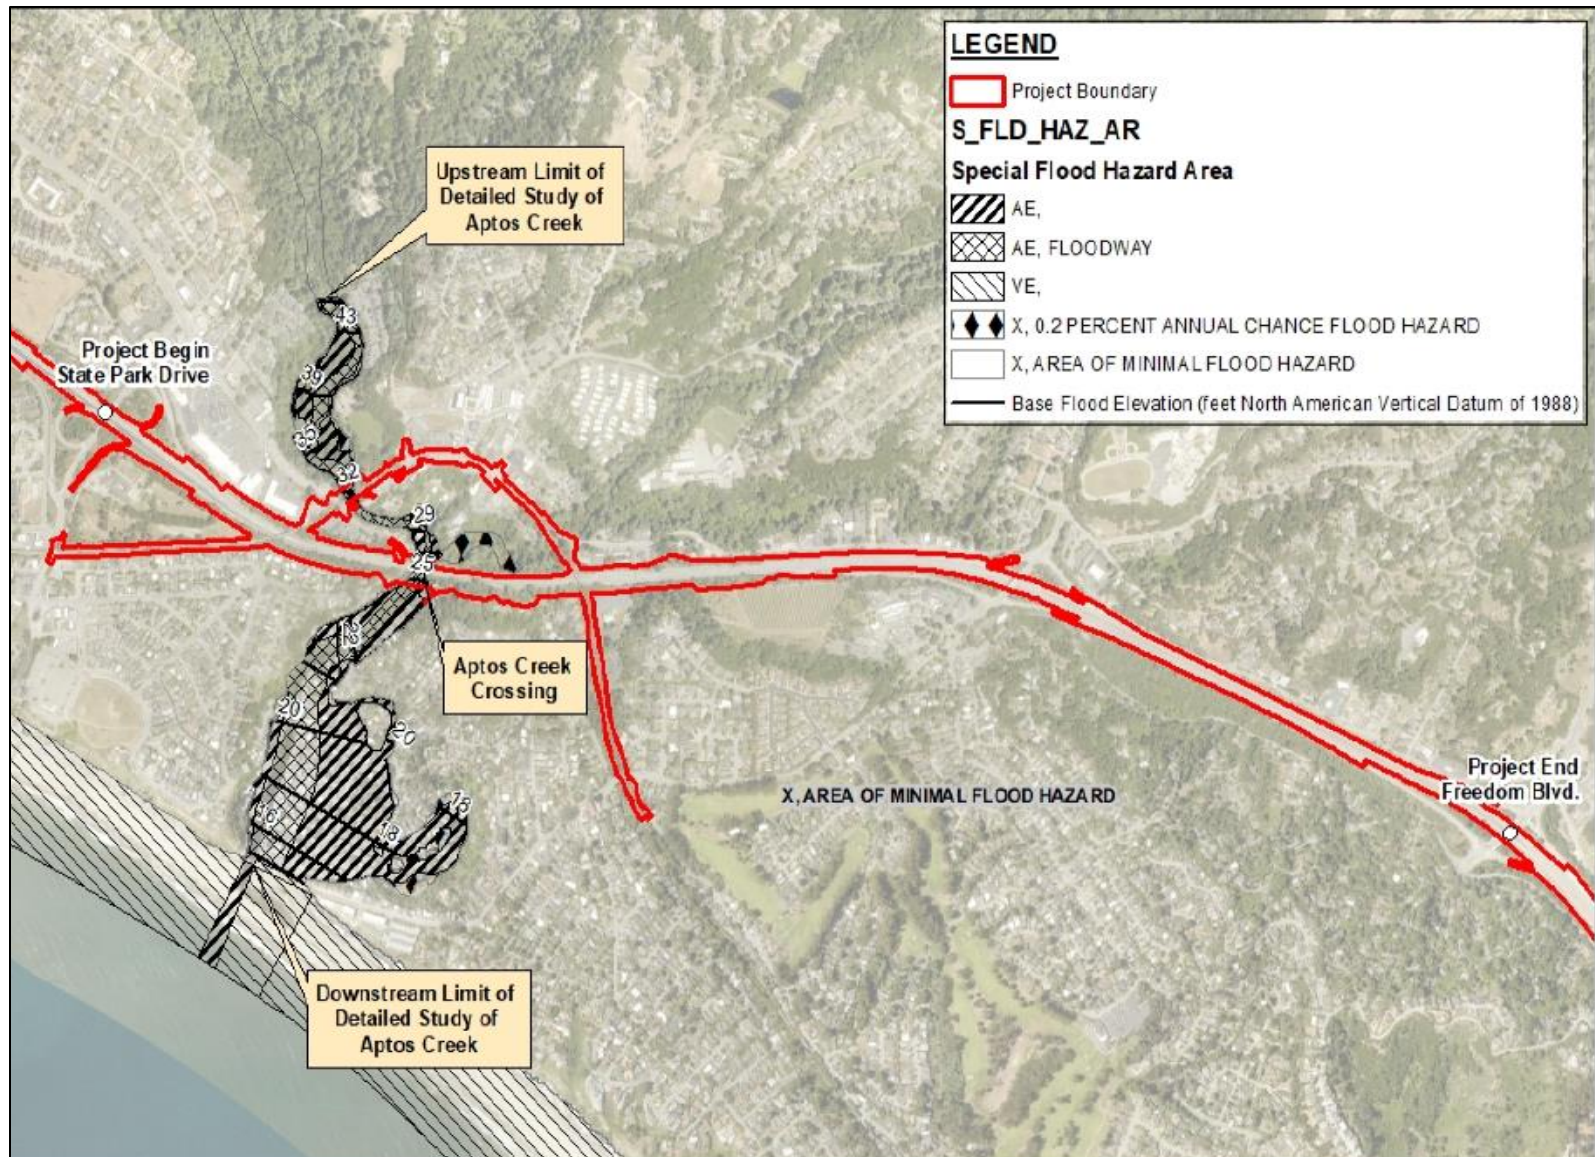 LEGEND
Project Boundary
S_FLD_HAZ_AR
Special Flood Hazard Area
AE,
AE, FLOODWAY
VE,
X, 0.2 PERCENT ANNUAL CHANCE FLOOD HAZARD
X, AREA OF MINIMAL FLOOD HAZARD
Base Flood Elevation (feet North American Vertical Datum of 1988)
Upstream Limit of
Detailed Study of
Aptos Creek
43
Project Begin
State Park Drive
39
35
32
29
25
Aptos Creek
Crossing
20
20
X, AREA OF MINIMAL FLOOD HAZARD
Project End
Freedom Blvd.
18
18
16
Downstream Limit of
Detailed Study of
Aptos Creek